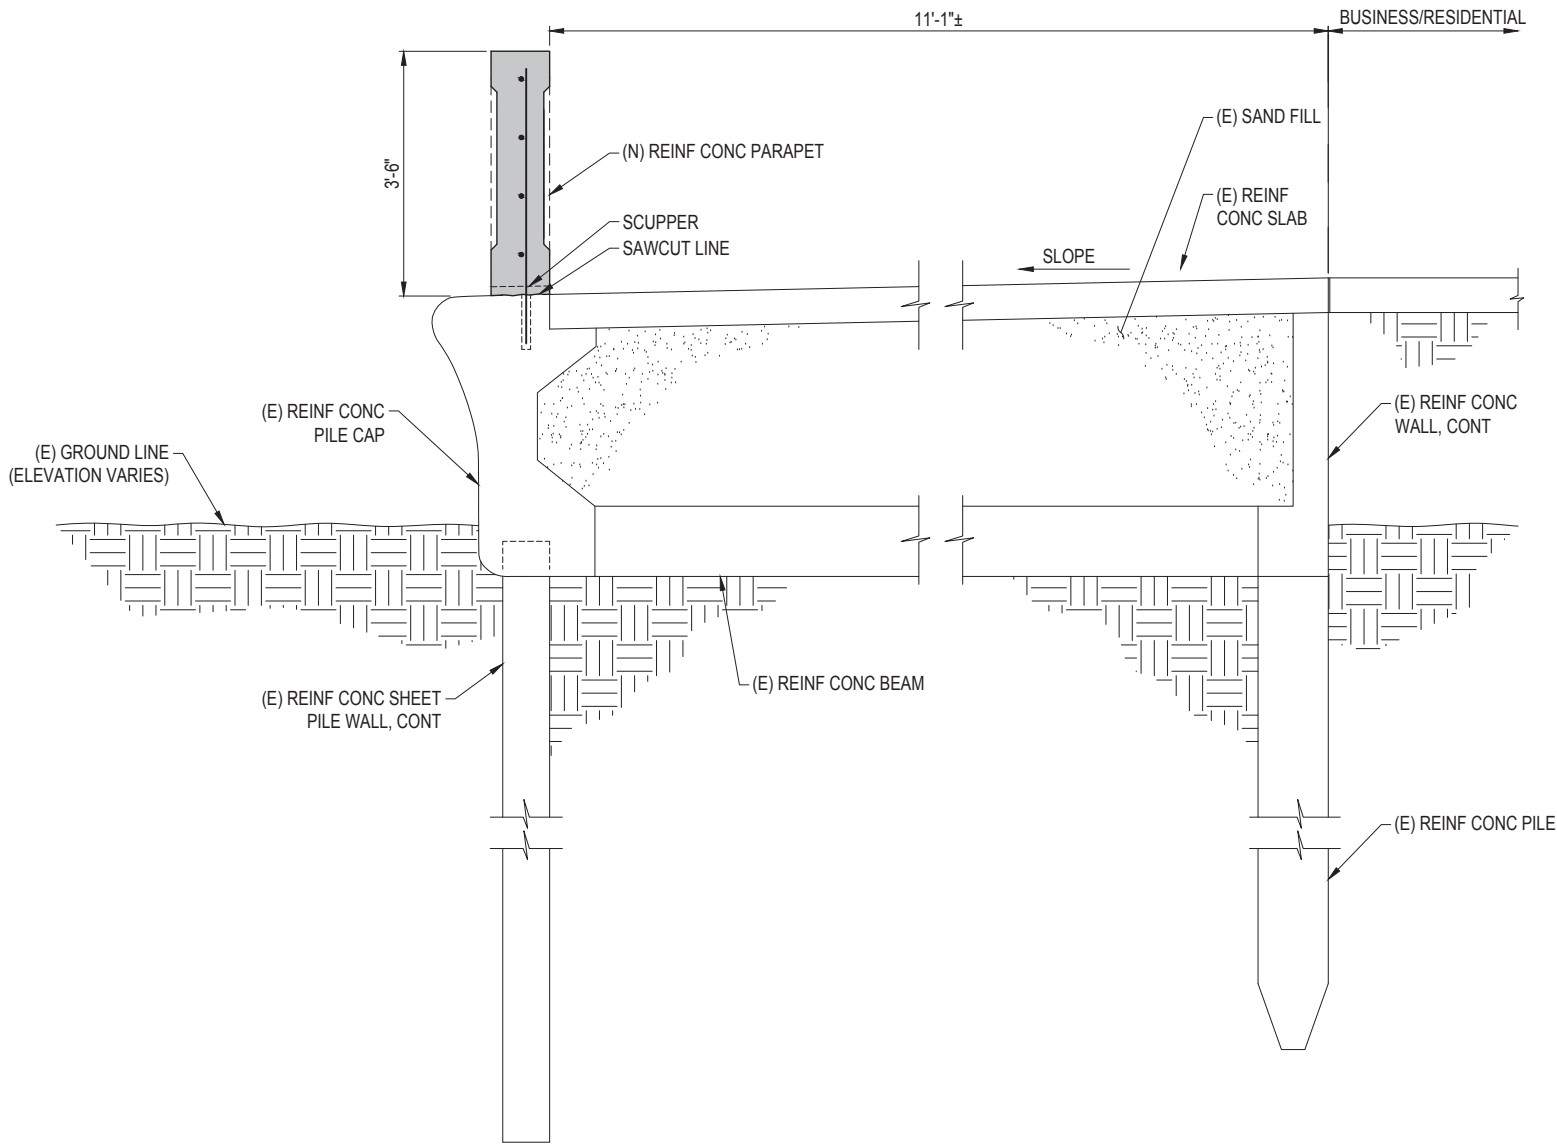 11'-1"±
BUSINESS/RESIDENTIAL
3'-6"
(E) SAND FILL
(N) REINF CONC PARAPET
(E) REINF
CONC SLAB
SCUPPER
SAWCUT LINE
SLOPE
(E) REINF CONC
PILE CAP
(E) REINF CONC
WALL, CONT
(E) GROUND LINE
(ELEVATION VARIES)
(E) REINF CONC BEAM
(E) REINF CONC SHEET
PILE WALL, CONT
(E) REINF CONC PILE